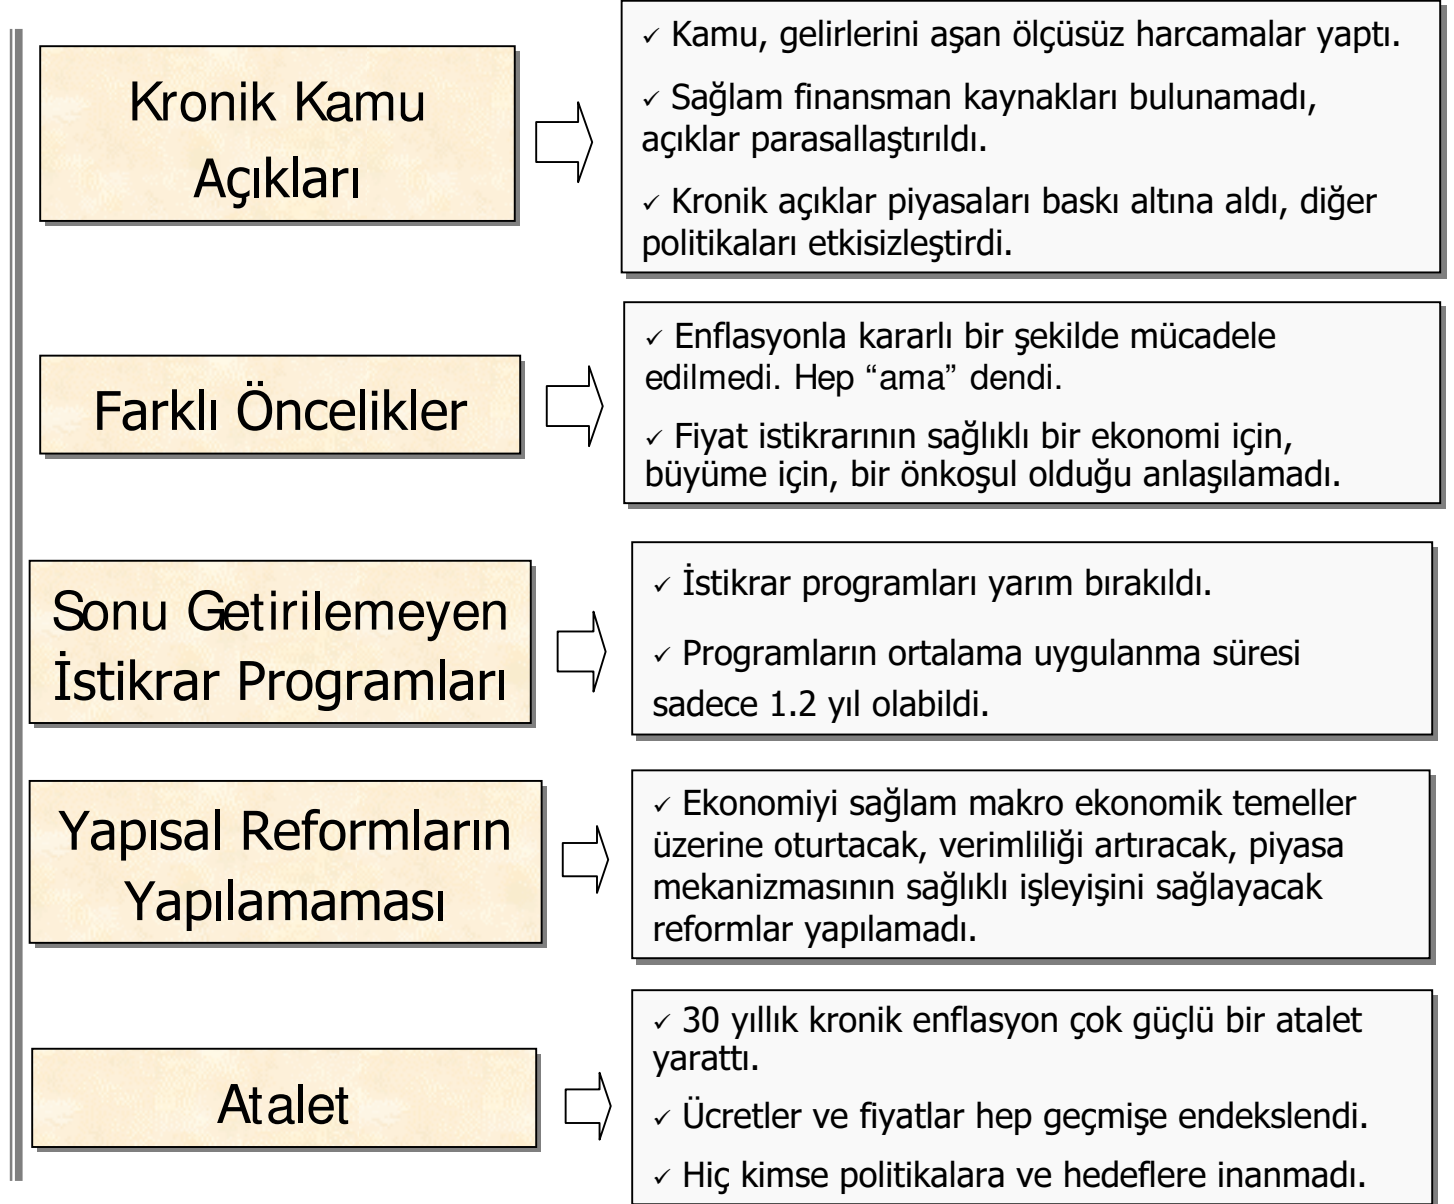 Kronik Kamu
Açıkları
✓ Kamu, gelirlerini aşan ölçüsüz harcamalar yaptı.
✓ Sağlam finansman kaynakları bulunamadı,
açıklar parasallaştırıldı.
✓ Kronik açıklar piyasaları baskı altına aldı, diğer
politikaları etkisizleştirdi.
Farklı Öncelikler
✓ Enflasyonla kararlı bir şekilde mücadele
edilmedi. Hep “ama” dendi.
✓ Fiyat istikrarının sağlıklı bir ekonomi için,
büyüme için, bir önkoşul olduğu anlaşılamadı.
Sonu Getirilemeyen
İstikrar Programları
✓ İstikrar programları yarım bırakıldı.
✓ Programların ortalama uygulanma süresi
sadece 1.2 yıl olabildi.
Yapısal Reformların
Yapılamaması
✓ Ekonomiyi sağlam makro ekonomik temeller
üzerine oturtacak, verimliliği artıracak, piyasa
mekanizmasının sağlıklı işleyişini sağlayacak
reformlar yapılamadı.
Atalet
✓ 30 yıllık kronik enflasyon çok güçlü bir atalet
yarattı.
✓ Ücretler ve fiyatlar hep geçmişe endekslendi.
✓ Hiç kimse politikalara ve hedeflere inanmadı.